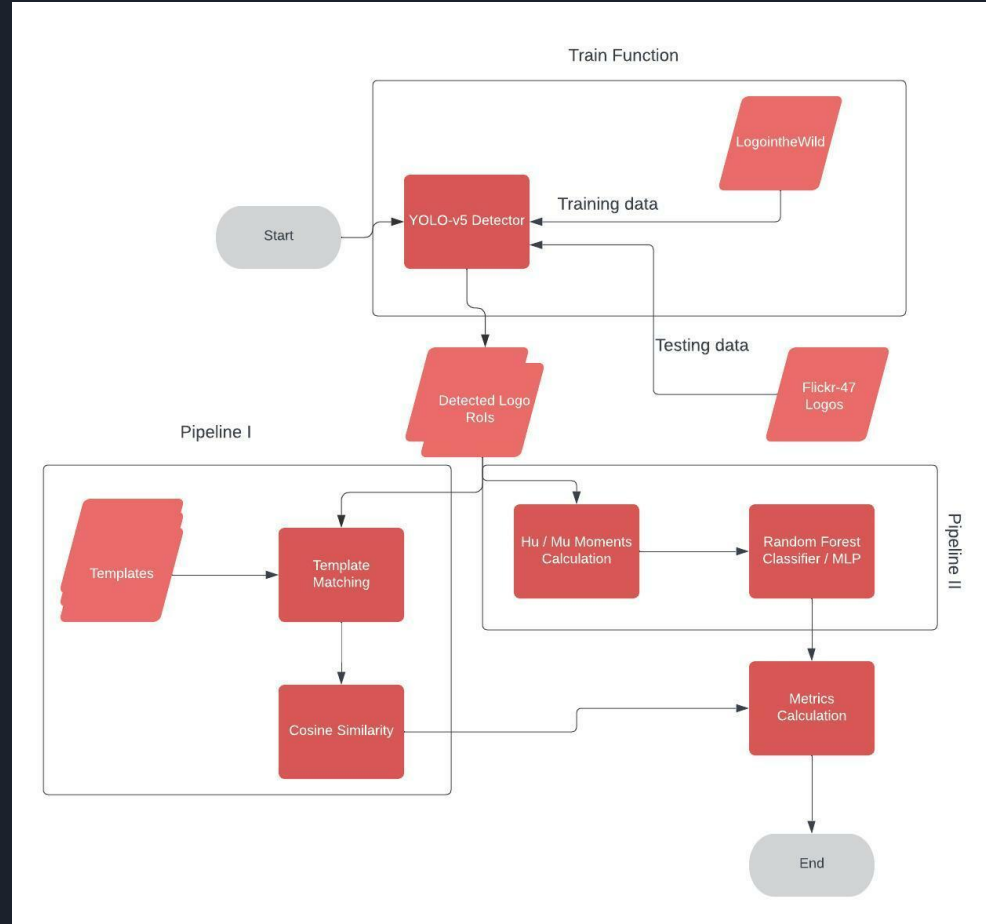 Train Function
LogointheWild
Training data
YOLO-v5 Detector
Start
Testing data
Detected Logo
RoIs
Flickr-47
Logos
Pipeline I
Pipeline II
Templates
Template
Matching
Hu / Mu Moments
Calculation
Random Forest
Classifier / MLP
Cosine Similarity
Metrics
Calculation
End